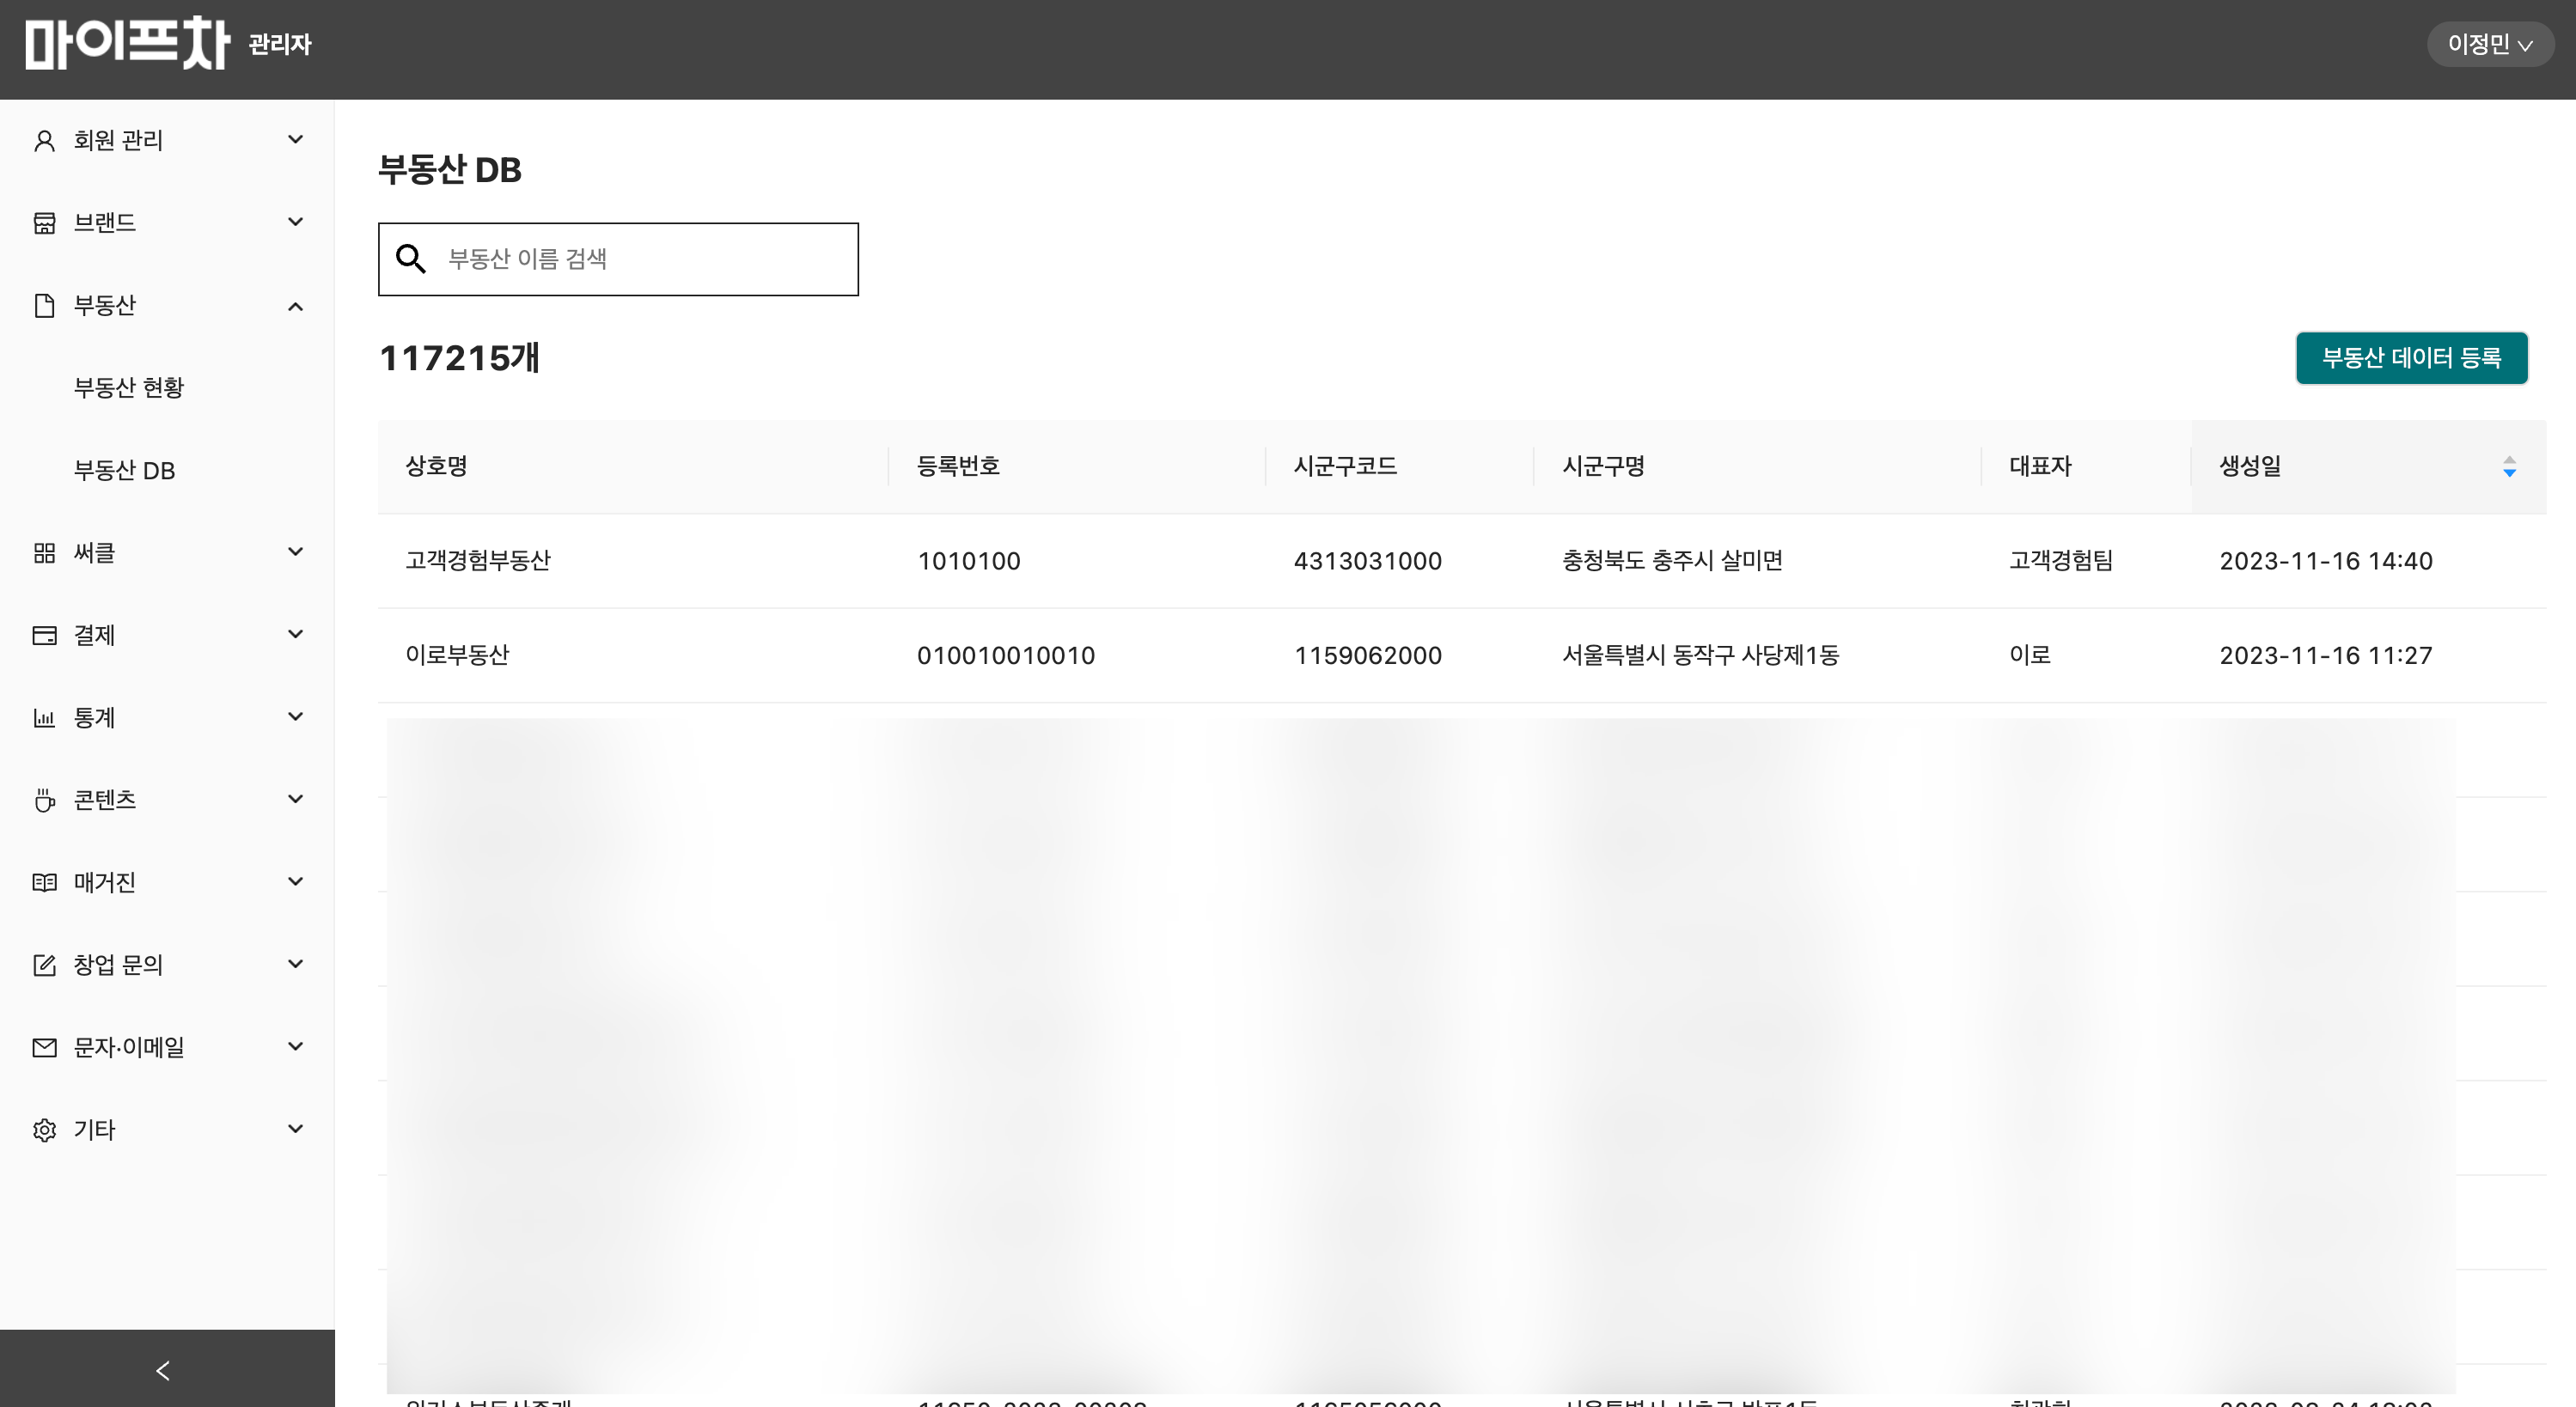 마이프차 관리자
이정민
회원 관리
브랜드
부동산
부동산 현황
부동산 DB
써클
결제
통계
콘텐츠
매거진
창업 문의
문자·이메일
기타
부동산 DB
부동산 이름 검색
117215개
부동산 데이터 등록
상호명 등록번호 시군구코드 시군구명 대표자 생성일
고객경험부동산 1010100 4313031000 충청북도 충주시 살미면 고객경험팀 2023-11-16 14:40
이로부동산 010010010010 1159062000 서울특별시 동작구 사당제1동 이로 2023-11-16 11:27